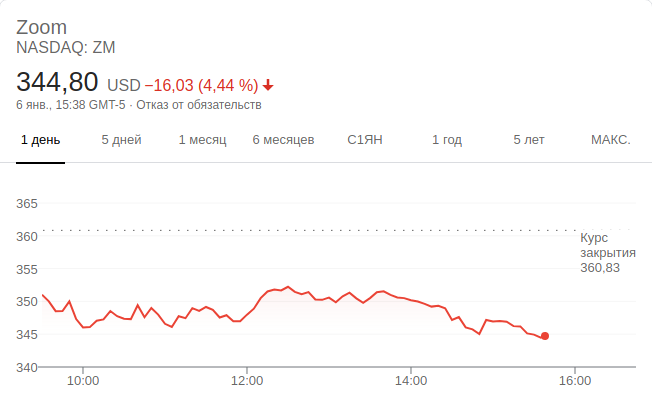 Zoom
NASDAQ: ZM
344,80 USD −16,03 (4,44 %)
6 янв., 15:38 GMT-5 · Отказ от обязательств
1 день 5 дней 1 месяц 6 месяцев С1ЯН 1 год 5 лет МАКС.
365
360
355
350
345
340
Курс
закрытия
360,83
10:00 12:00 14:00 16:00